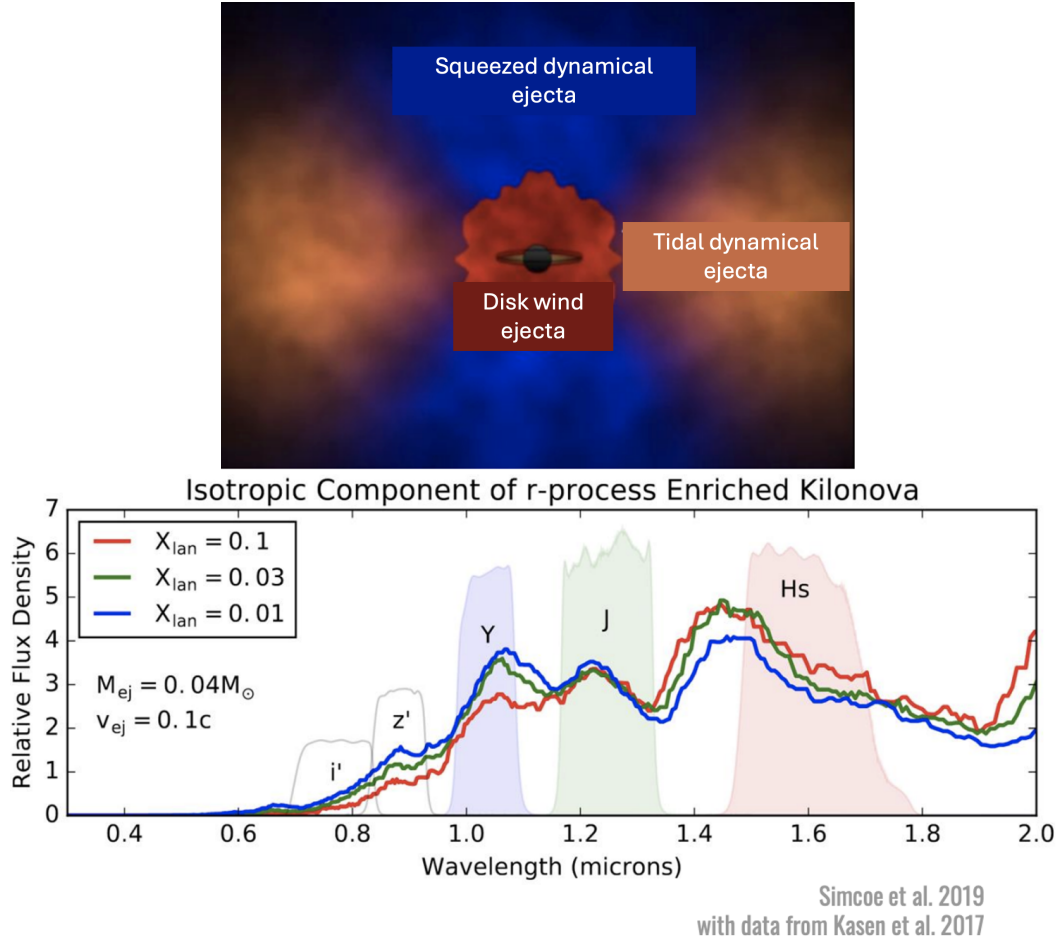 Squeezed dynamical
ejecta
Tidal dynamical
ejecta
Disk wind
ejecta
Isotropic Component of r-process Enriched Kilonova
Relative Flux Density
7
6
5
4
3
2
1
0
X_lan = 0.1
X_lan = 0.03
X_lan = 0.01
M_ej = 0.04M_⊙
v_ej = 0.1c
i'
z'
Y
J
Hs
0.4 0.6 0.8 1.0 1.2 1.4 1.6 1.8 2.0
Wavelength (microns)
Simcoe et al. 2019
with data from Kasen et al. 2017